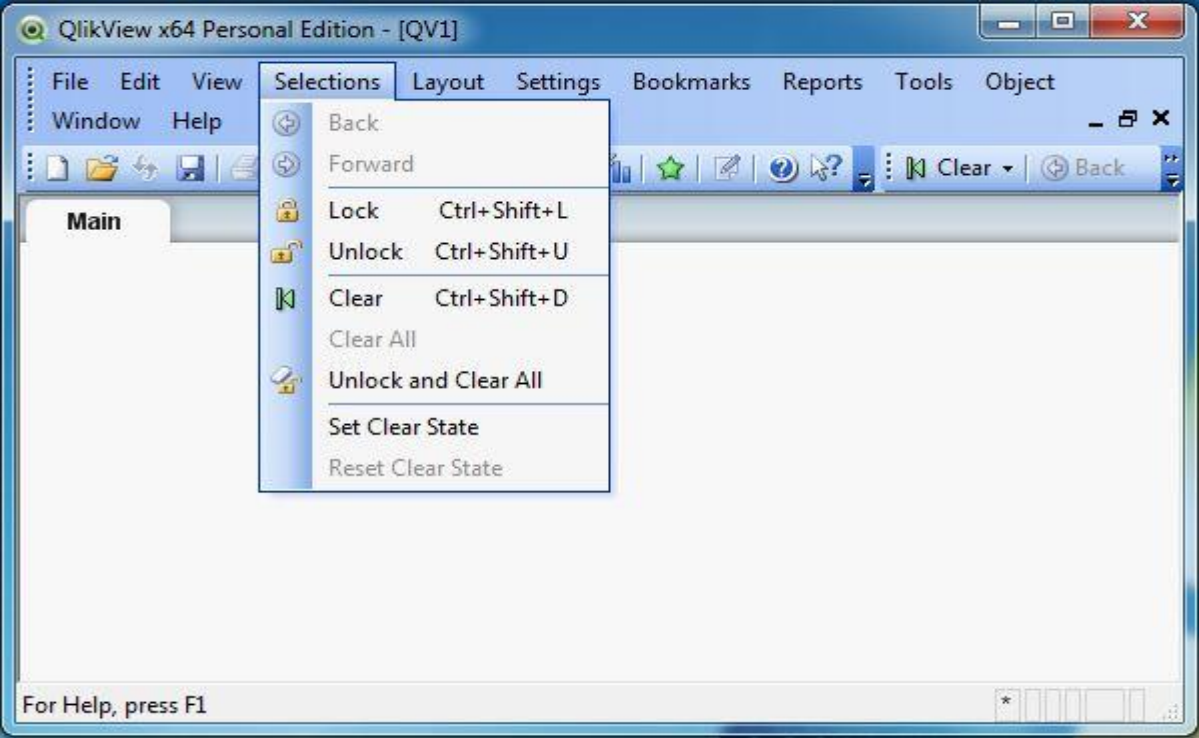 QlikView x64 Personal Edition - [QV1]
File Edit View Selections Layout Settings Bookmarks Reports Tools Object
Window Help
Clear Back
Main
Back
Forward
Lock Ctrl+Shift+L
Unlock Ctrl+Shift+U
Clear Ctrl+Shift+D
Clear All
Unlock and Clear All
Set Clear State
Reset Clear State
For Help, press F1
*